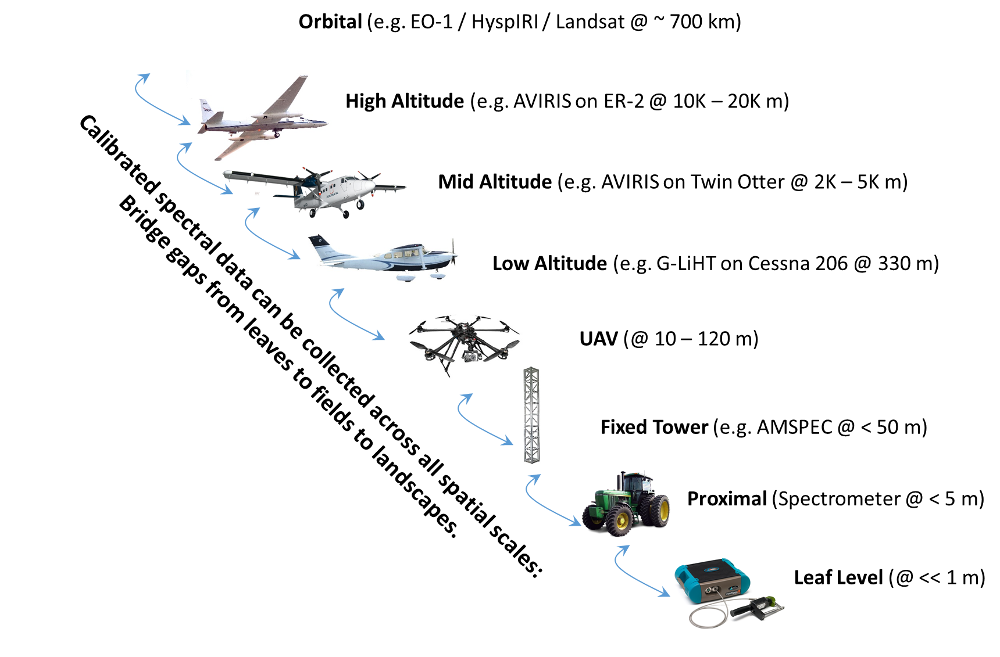 Orbital (e.g. EO-1 / HyspIRI / Landsat @ ~ 700 km)
High Altitude (e.g. AVIRIS on ER-2 @ 10K – 20K m)
Mid Altitude (e.g. AVIRIS on Twin Otter @ 2K – 5K m)
Low Altitude (e.g. G-LiHT on Cessna 206 @ 330 m)
UAV (@ 10 – 120 m)
Fixed Tower (e.g. AMSPEC @ < 50 m)
Proximal (Spectrometer @ < 5 m)
Leaf Level (@ << 1 m)
Calibrated spectral data can be collected across all spatial scales:
Bridge gaps from leaves to fields to landscapes.